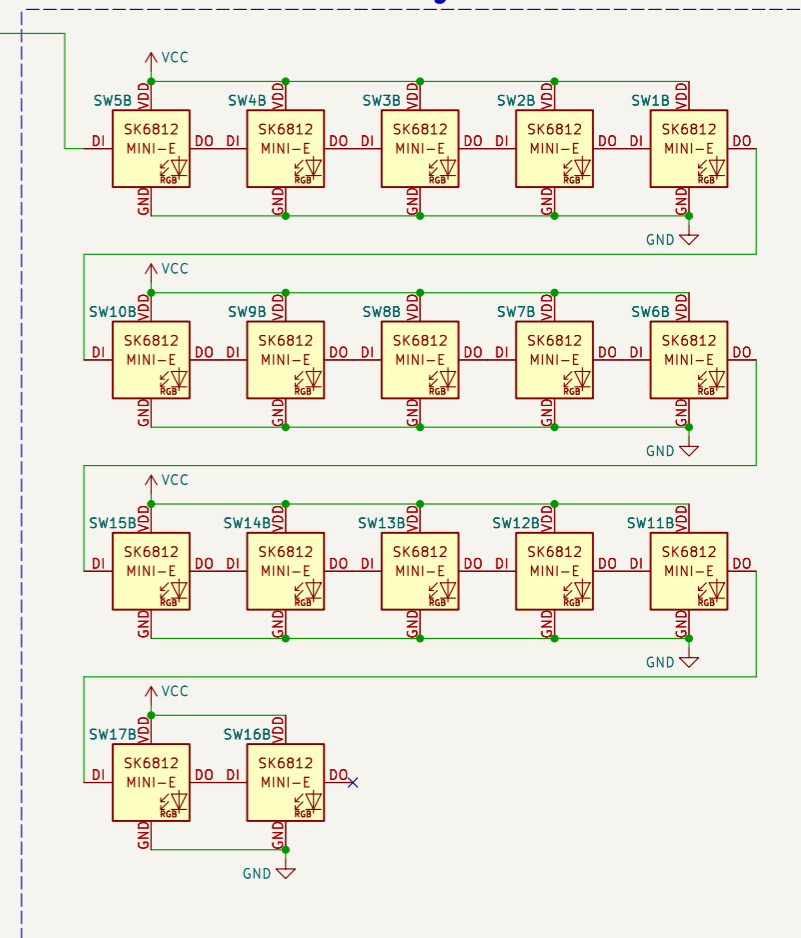 VCC
SW5B SW4B SW3B SW2B SW1B
VDD VDD VDD VDD VDD
SK6812 SK6812 SK6812 SK6812 SK6812
DI DO DI DO DI DO DI DO DI DO
MINI-E MINI-E MINI-E MINI-E MINI-E
RGB RGB RGB RGB RGB
GND GND GND GND GND
GND
VCC
SW10B SW9B SW8B SW7B SW6B
VDD VDD VDD VDD VDD
SK6812 SK6812 SK6812 SK6812 SK6812
DI DO DI DO DI DO DI DO DI DO
MINI-E MINI-E MINI-E MINI-E MINI-E
RGB RGB RGB RGB RGB
GND GND GND GND GND
GND
VCC
SW15B SW14B SW13B SW12B SW11B
VDD VDD VDD VDD VDD
SK6812 SK6812 SK6812 SK6812 SK6812
DI DO DI DO DI DO DI DO DI DO
MINI-E MINI-E MINI-E MINI-E MINI-E
RGB RGB RGB RGB RGB
GND GND GND GND GND
GND
VCC
SW17B SW16B
VDD VDD
SK6812 SK6812
DI DO DI DO
MINI-E MINI-E
RGB RGB
GND GND
GND